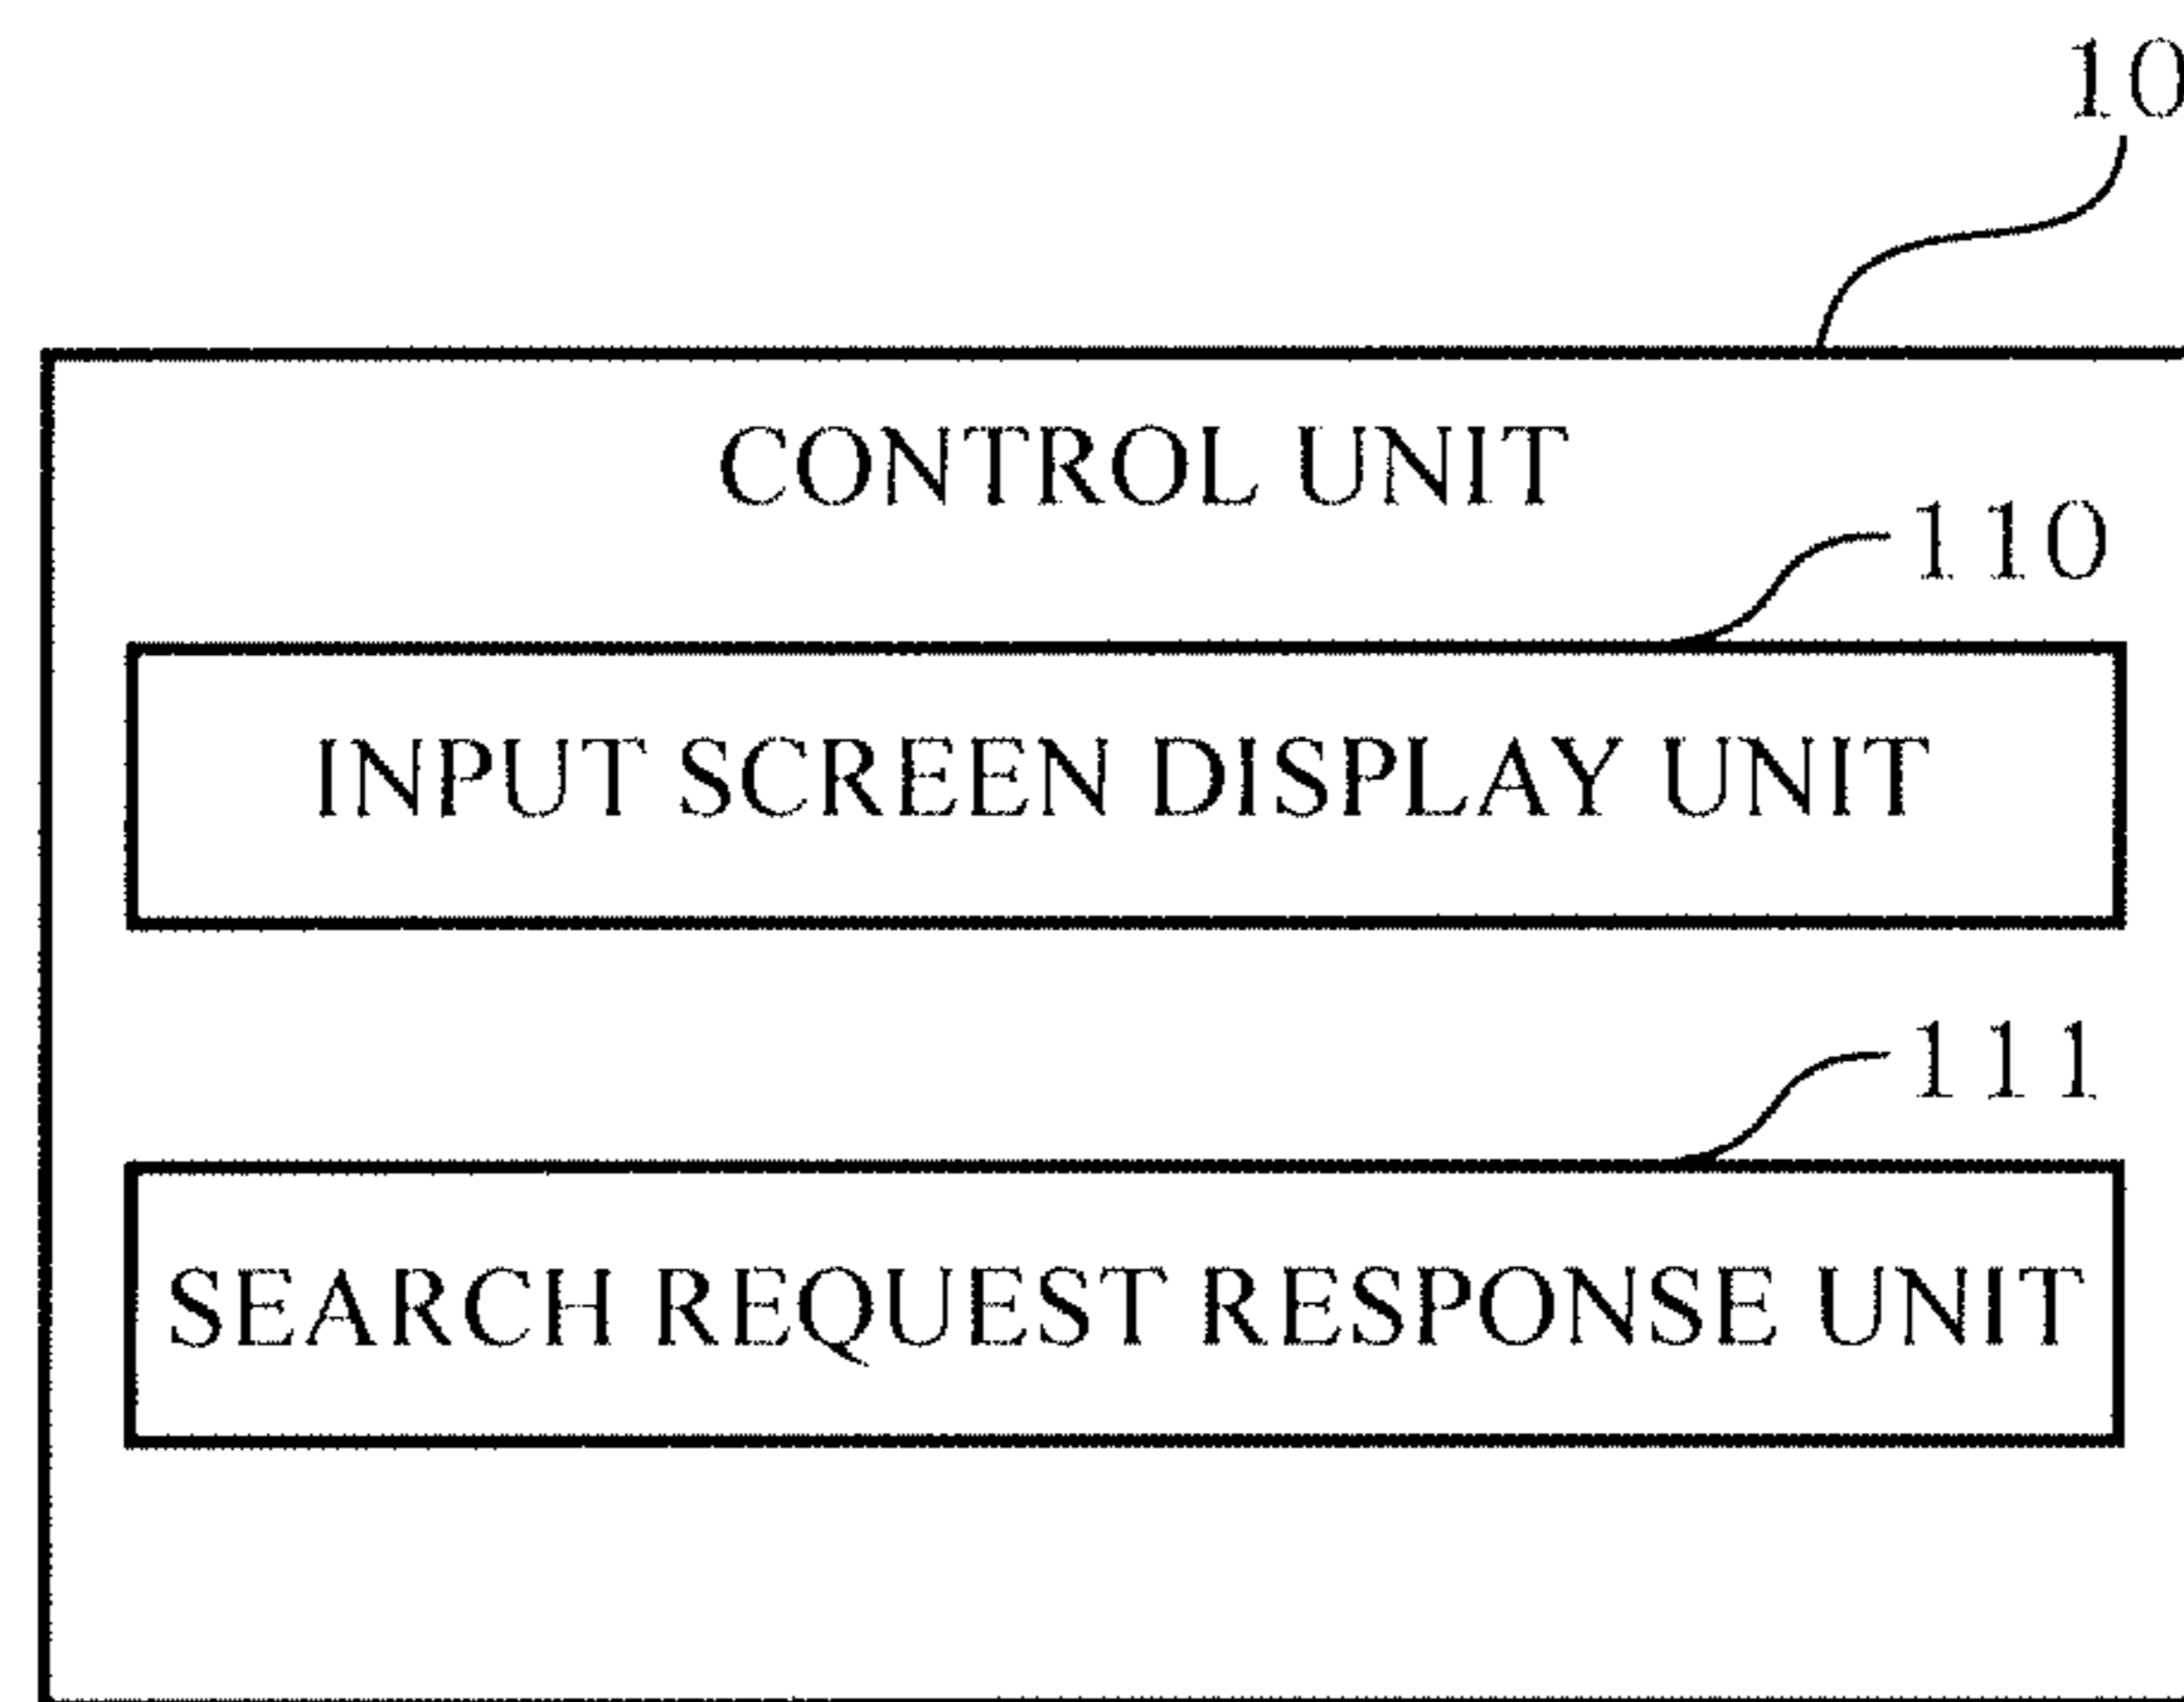 10
CONTROL UNIT
110
INPUT SCREEN DISPLAY UNIT
111
SEARCH REQUEST RESPONSE UNIT